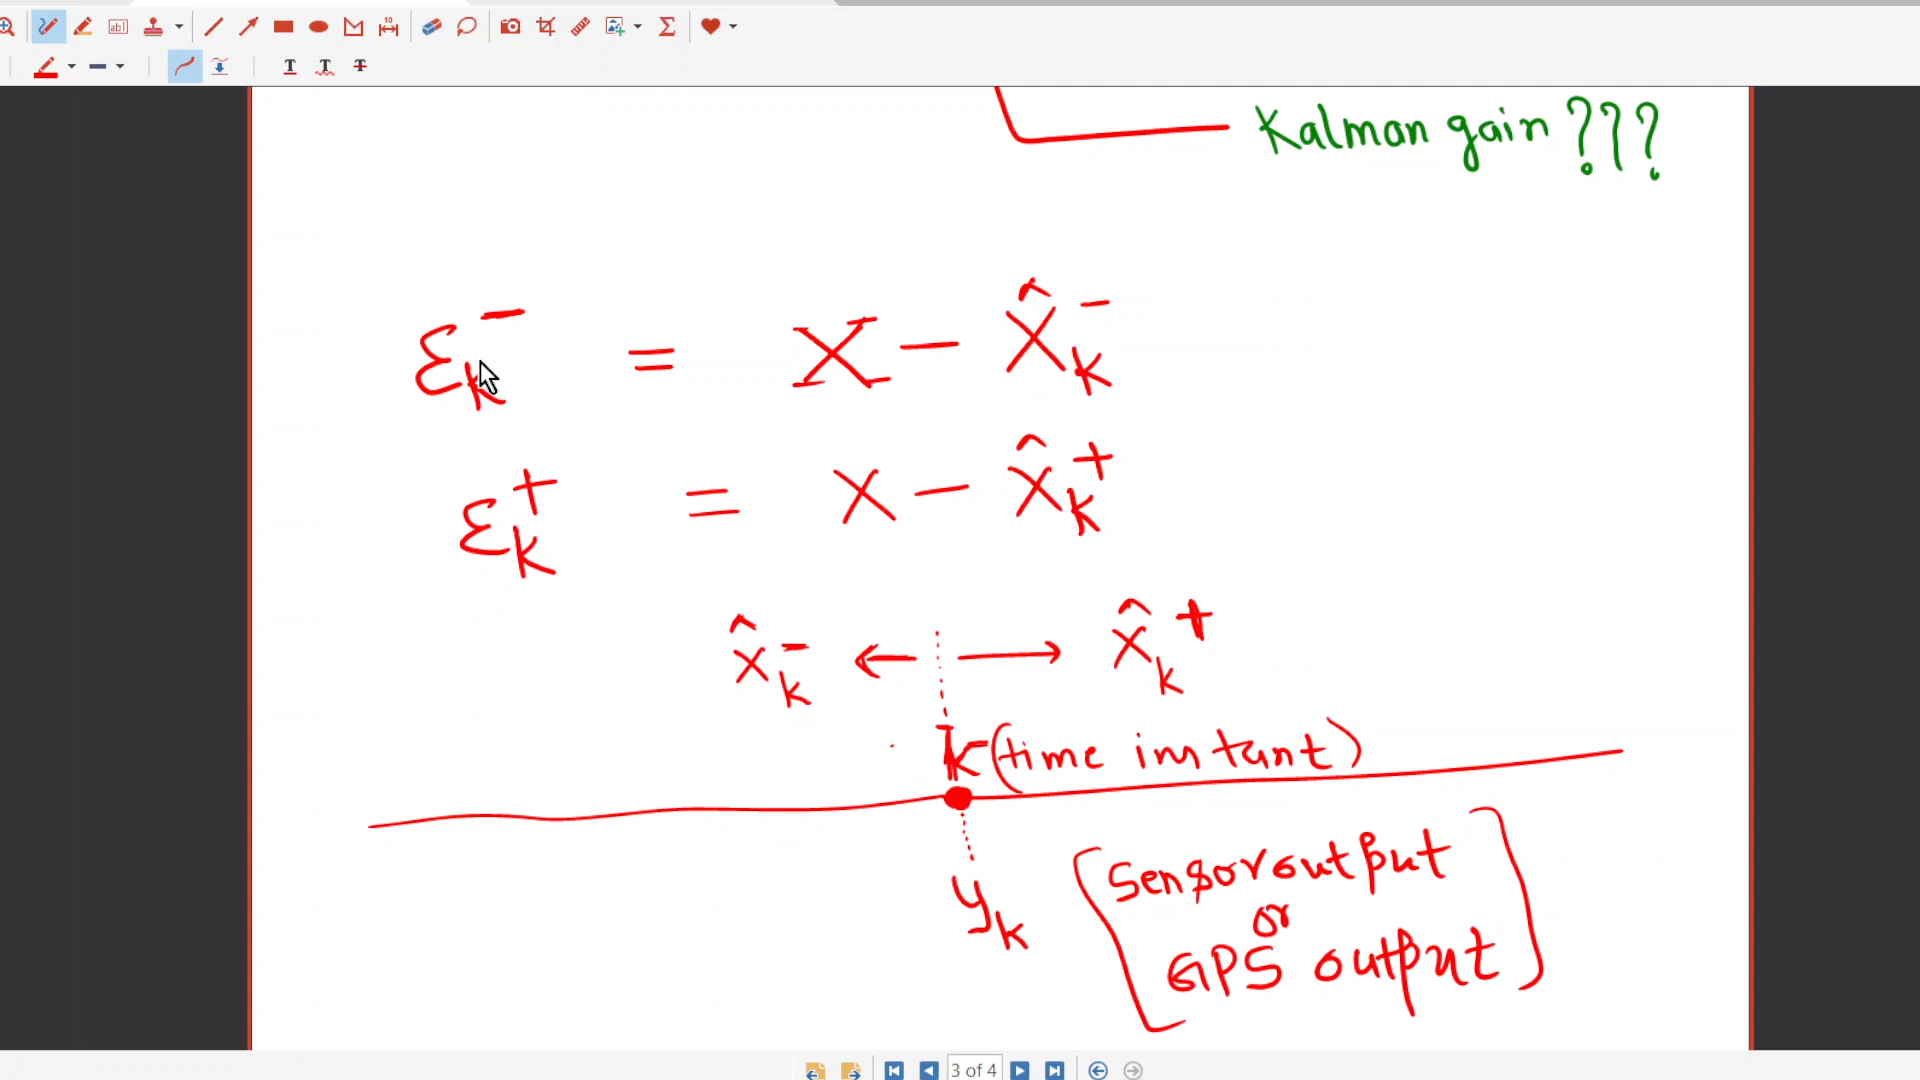 Kalman gain ???
ε_k^- = X - X̂_k^-
ε_k^+ = X - X̂_k^+
x̂_k^- ← → x̂_k^+
k (time instant)
y_k
[Sensor output
or
GPS output]
3 of 4